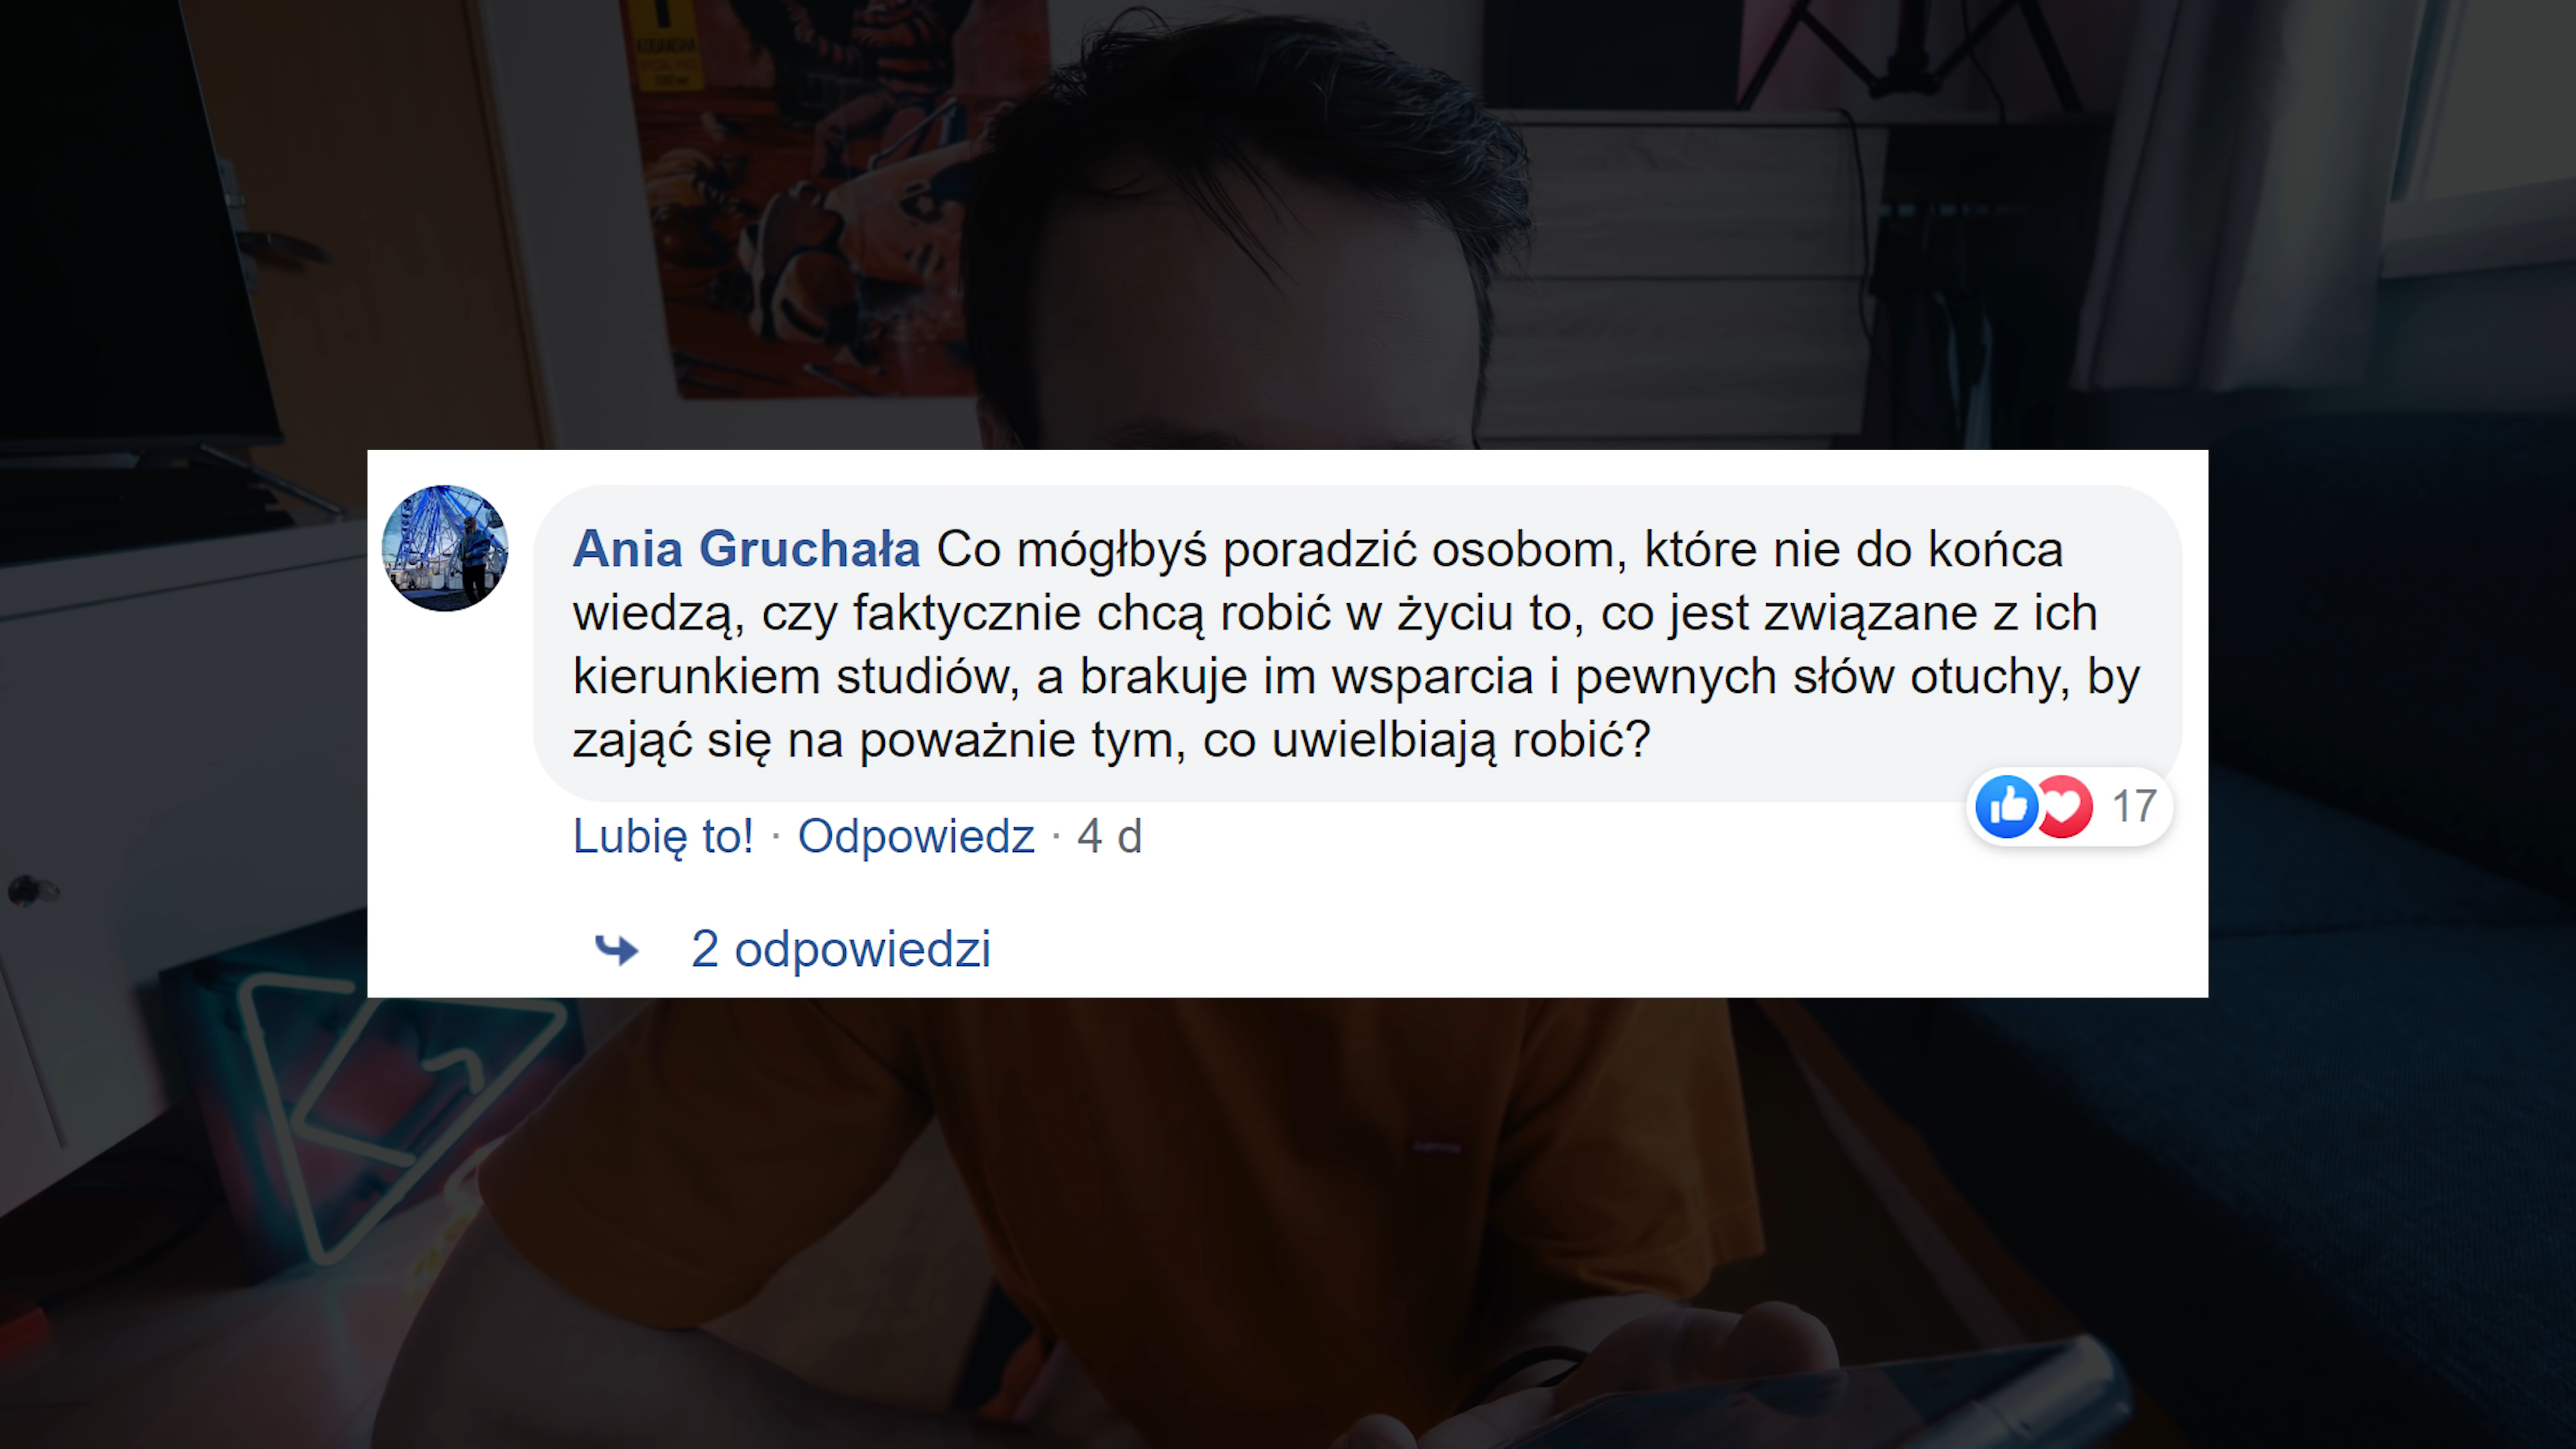 KODANSHA
Ania Gruchała Co mógłbyś poradzić osobom, które nie do końca
wiedzą, czy faktycznie chcą robić w życiu to, co jest związane z ich
kierunkiem studiów, a brakuje im wsparcia i pewnych słów otuchy, by
zająć się na poważnie tym, co uwielbiają robić?
17
Lubię to! · Odpowiedz · 4 d
2 odpowiedzi